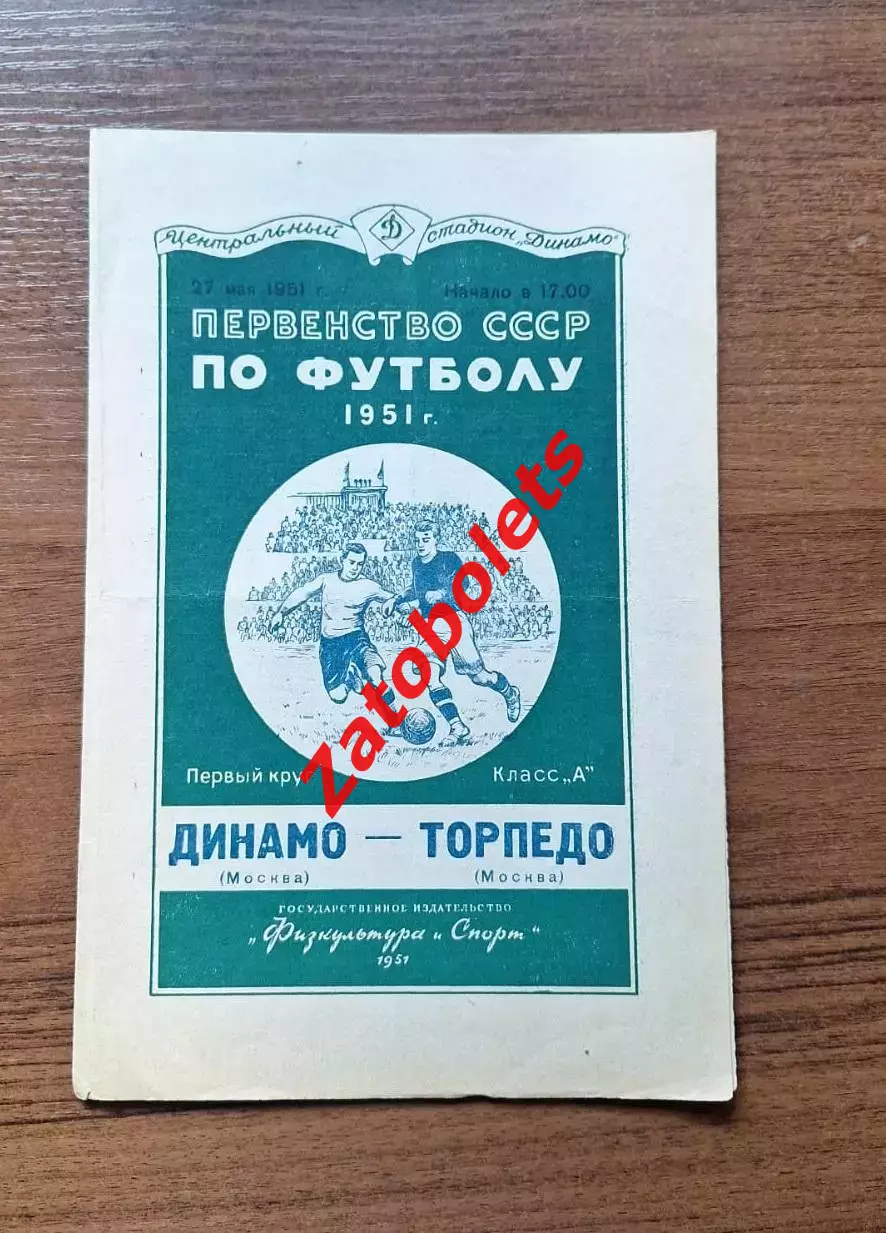 Центральный Д стадион „Динамо"
27 мая 1951 г. Начало в 17.00
ПЕРВЕНСТВО СССР
ПО ФУТБОЛУ
1951 г.
Zatobolets
Первый круг Класс „А"
ДИНАМО — ТОРПЕДО
(Москва) (Москва)
ГОСУДАРСТВЕННОЕ ИЗДАТЕЛЬСТВО
„Физкультура и Спорт"
1951